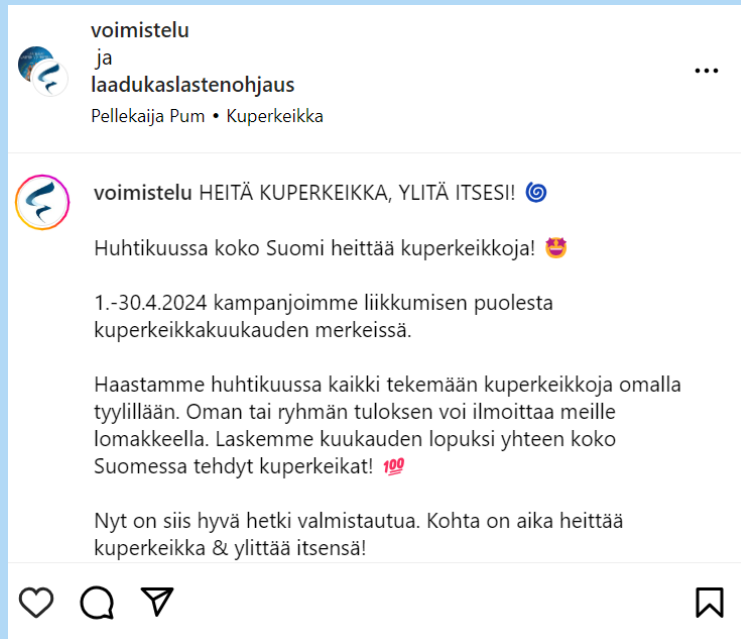 voimistelu
ja
laadukaslastenohjaus
Pellekaija Pum • Kuperkeikka
voimistelu HEITÄ KUPERKEIKKA, YLITÄ ITSESI! 🌀
Huhtikuussa koko Suomi heittää kuperkeikkoja! 🤩
1.-30.4.2024 kampanjoimme liikkumisen puolesta
kuperkeikkakuukauden merkeissä.
Haastamme huhtikuussa kaikki tekemään kuperkeikkoja omalla
tyylillään. Oman tai ryhmän tuloksen voi ilmoittaa meille
lomakkeella. Laskemme kuukauden lopuksi yhteen koko
Suomessa tehdyt kuperkeikat! 💯
Nyt on siis hyvä hetki valmistautua. Kohta on aika heittää
kuperkeikka & ylittää itsensä!